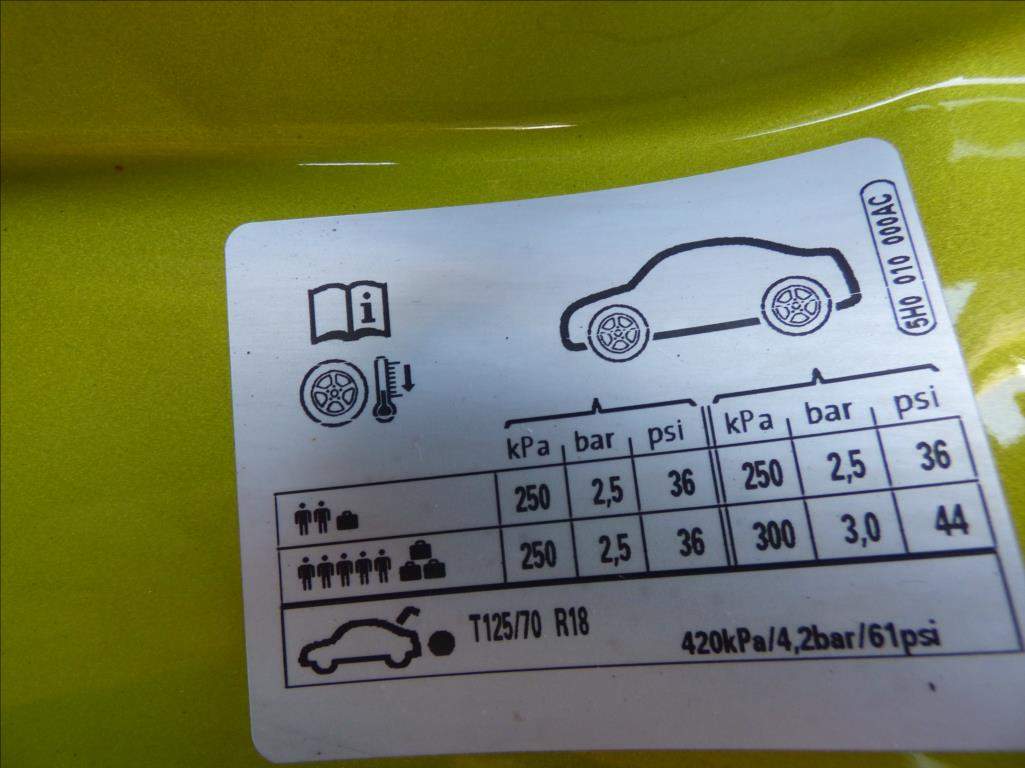 5H0 010 000AC
i
kPa bar psi kPa bar psi
250 2,5 36 250 2,5 36
250 2,5 36 300 3,0 44
T125/70 R18 420kPa/4,2bar/61psi